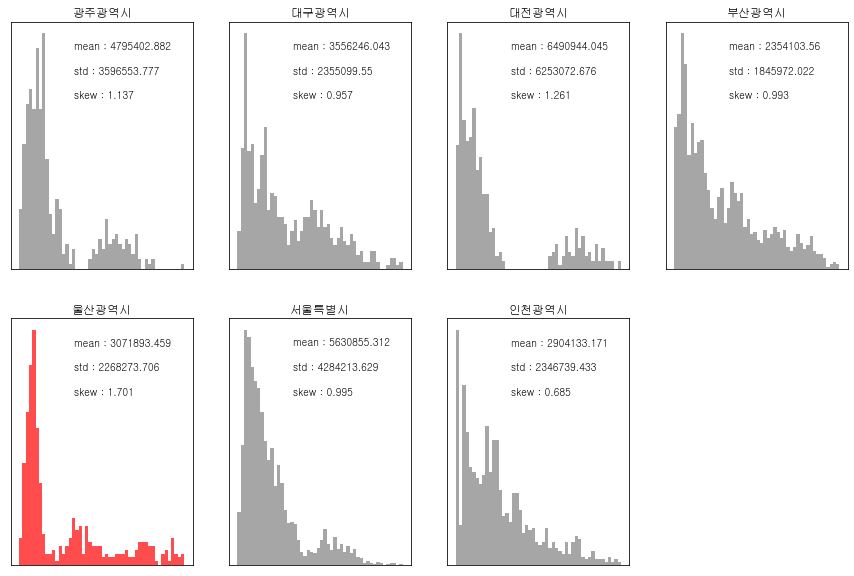 광주광역시
mean : 4795402.882
std : 3596553.777
skew : 1.137
대구광역시
mean : 3556246.043
std : 2355099.55
skew : 0.957
대전광역시
mean : 6490944.045
std : 6253072.676
skew : 1.261
부산광역시
mean : 2354103.56
std : 1845972.022
skew : 0.993
울산광역시
mean : 3071893.459
std : 2268273.706
skew : 1.701
서울특별시
mean : 5630855.312
std : 4284213.629
skew : 0.995
인천광역시
mean : 2904133.171
std : 2346739.433
skew : 0.685